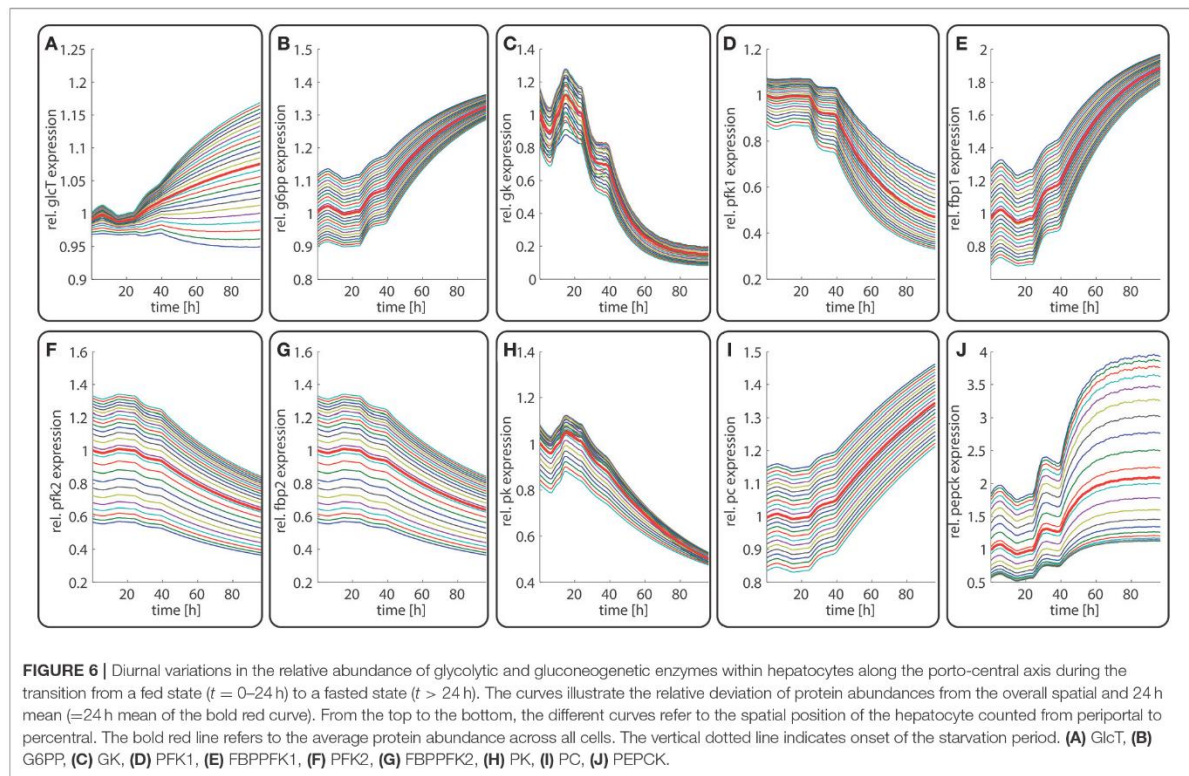 A
rel. glcT expression
1.25
1.2
1.15
1.1
1.05
1
0.95
0.9
20 40 60 80
time [h]
B
rel. g6pp expression
1.5
1.4
1.3
1.2
1.1
1
0.9
0.8
20 40 60 80
time [h]
C
rel. gk expression
1.6
1.4
1.2
1
0.8
0.6
0.4
0.2
0
20 40 60 80
time [h]
D
rel. pfk1 expression
1.2
1
0.8
0.6
0.4
0.2
20 40 60 80
time [h]
E
rel. fbp1 expression
2
1.8
1.6
1.4
1.2
1
0.8
20 40 60 80
time [h]
F
rel. pfk2 expression
1.6
1.4
1.2
1
0.8
0.6
0.4
0.2
20 40 60 80
time [h]
G
rel. fbp2 expression
1.6
1.4
1.2
1
0.8
0.6
0.4
0.2
20 40 60 80
time [h]
H
rel. pk expression
1.4
1.2
1
0.8
0.6
0.4
20 40 60 80
time [h]
I
rel. pc expression
1.5
1.4
1.3
1.2
1.1
1
0.9
0.8
20 40 60 80
time [h]
J
rel. pepck expression
4
3.5
3
2.5
2
1.5
1
0.5
20 40 60 80
time [h]
FIGURE 6 | Diurnal variations in the relative abundance of glycolytic and gluconeogenetic enzymes within hepatocytes along the porto-central axis during the
transition from a fed state (t = 0–24 h) to a fasted state (t > 24 h). The curves illustrate the relative deviation of protein abundances from the overall spatial and 24 h
mean (=24 h mean of the bold red curve). From the top to the bottom, the different curves refer to the spatial position of the hepatocyte counted from periportal to
percentral. The bold red line refers to the average protein abundance across all cells. The vertical dotted line indicates onset of the starvation period. (A) GlcT, (B)
G6PP, (C) GK, (D) PFK1, (E) FBPPFK1, (F) PFK2, (G) FBPPFK2, (H) PK, (I) PC, (J) PEPCK.